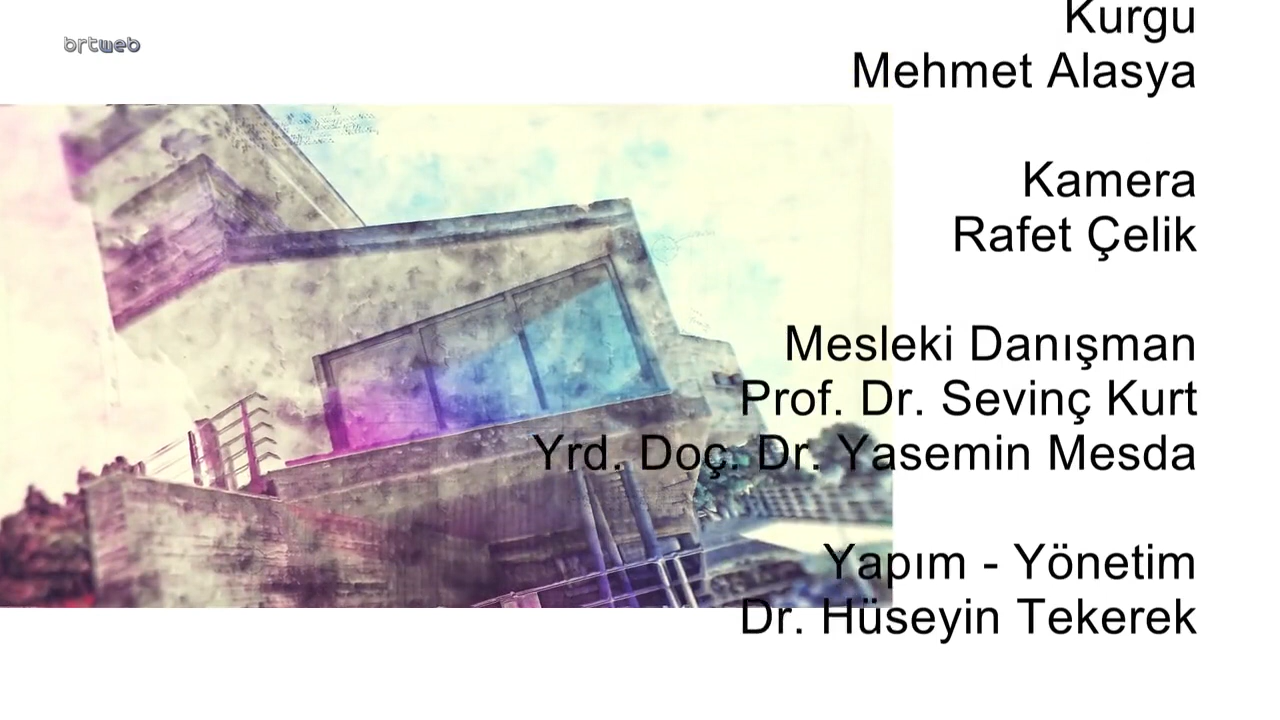 brtweb
Kurgu
Mehmet Alasya
Kamera
Rafet Çelik
Mesleki Danışman
Prof. Dr. Sevinç Kurt
Yrd. Doç. Dr. Yasemin Mesda
Yapım - Yönetim
Dr. Hüseyin Tekerek